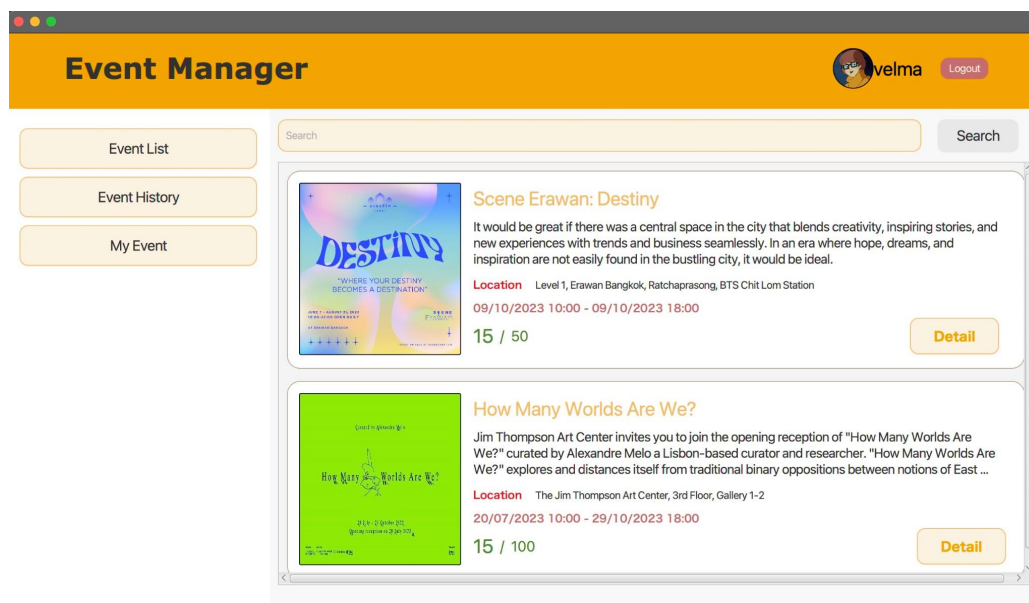 Event Manager
velma
Logout
Event List
Event History
My Event
Search
Search
DESTINY
"WHERE YOUR DESTINY
BECOMES A DESTINATION"
Scene Erawan: Destiny
It would be great if there was a central space in the city that blends creativity, inspiring stories, and
new experiences with trends and business seamlessly. In an era where hope, dreams, and
inspiration are not easily found in the bustling city, it would be ideal.
Location Level 1, Erawan Bangkok, Ratchaprasong, BTS Chit Lom Station
09/10/2023 10:00 - 09/10/2023 18:00
15 / 50
Detail
How Many Worlds Are We?
How Many Worlds Are We?
Jim Thompson Art Center invites you to join the opening reception of "How Many Worlds Are
We?" curated by Alexandre Melo a Lisbon-based curator and researcher. "How Many Worlds Are
We?" explores and distances itself from traditional binary oppositions between notions of East ...
Location The Jim Thompson Art Center, 3rd Floor, Gallery 1-2
20/07/2023 10:00 - 29/10/2023 18:00
15 / 100
Detail